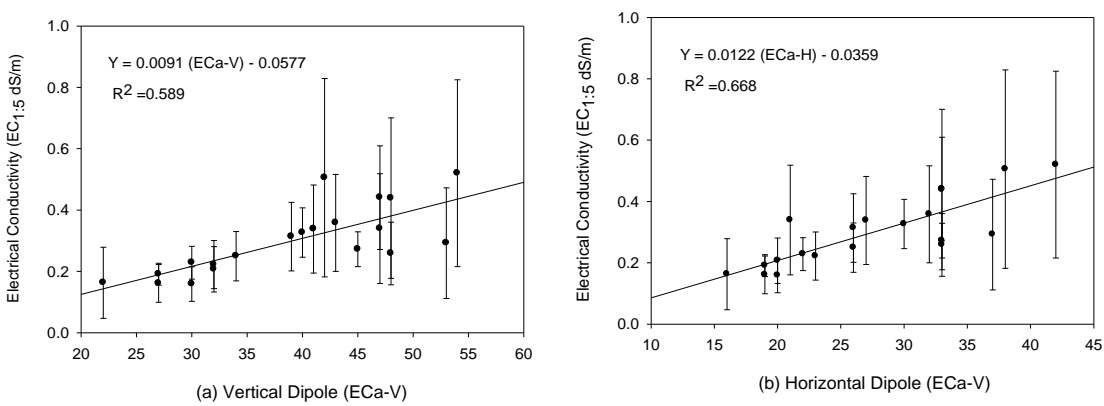 Electrical Conductivity (EC1:5 dS/m)
1.0
0.8
0.6
0.4
0.2
0.0
Y = 0.0091 (ECa-V) - 0.0577
R2 =0.589
20 25 30 35 40 45 50 55 60
(a) Vertical Dipole (ECa-V)
Electrical Conductivity (EC1:5 dS/m)
1.0
0.8
0.6
0.4
0.2
0.0
Y = 0.0122 (ECa-H) - 0.0359
R2 =0.668
10 15 20 25 30 35 40 45
(b) Horizontal Dipole (ECa-V)